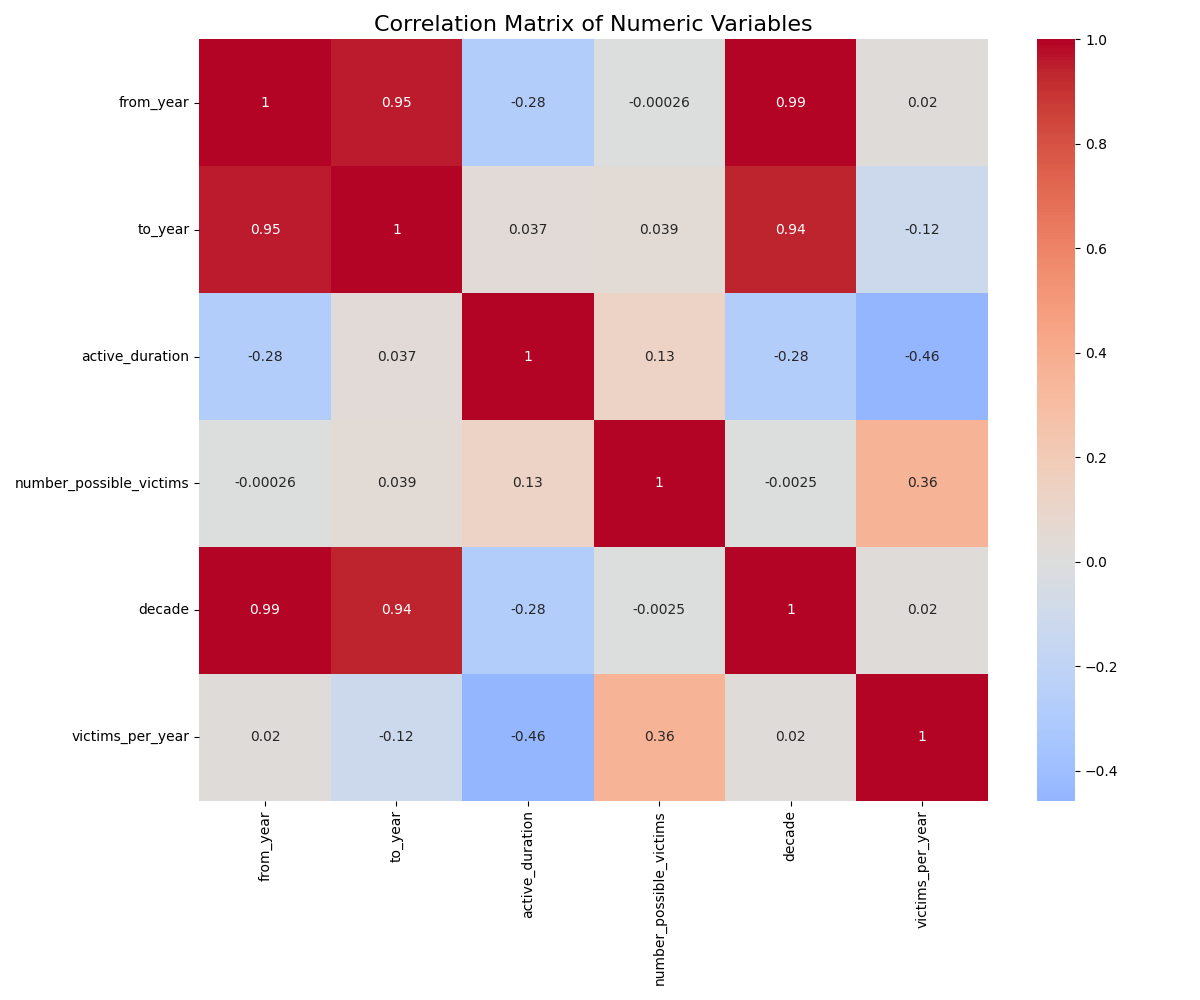 Correlation Matrix of Numeric Variables
from_year 1 0.95 -0.28 -0.00026 0.99 0.02
to_year 0.95 1 0.037 0.039 0.94 -0.12
active_duration -0.28 0.037 1 0.13 -0.28 -0.46
number_possible_victims -0.00026 0.039 0.13 1 -0.0025 0.36
decade 0.99 0.94 -0.28 -0.0025 1 0.02
victims_per_year 0.02 -0.12 -0.46 0.36 0.02 1
from_year
to_year
active_duration
number_possible_victims
decade
victims_per_year
1.0
0.8
0.6
0.4
0.2
0.0
−0.2
−0.4